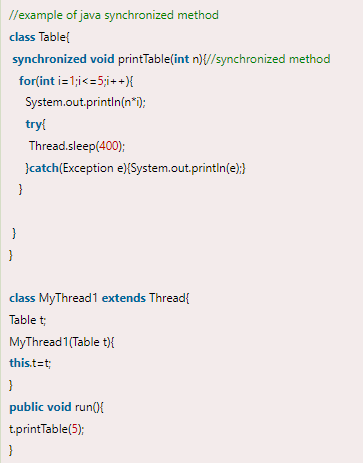 //example of java synchronized method
class Table{
synchronized void printTable(int n){//synchronized method
for(int i=1;i<=5;i++){
System.out.println(n*i);
try{
Thread.sleep(400);
}catch(Exception e){System.out.println(e);}
}
}
}
class MyThread1 extends Thread{
Table t;
MyThread1(Table t){
this.t=t;
}
public void run(){
t.printTable(5);
}